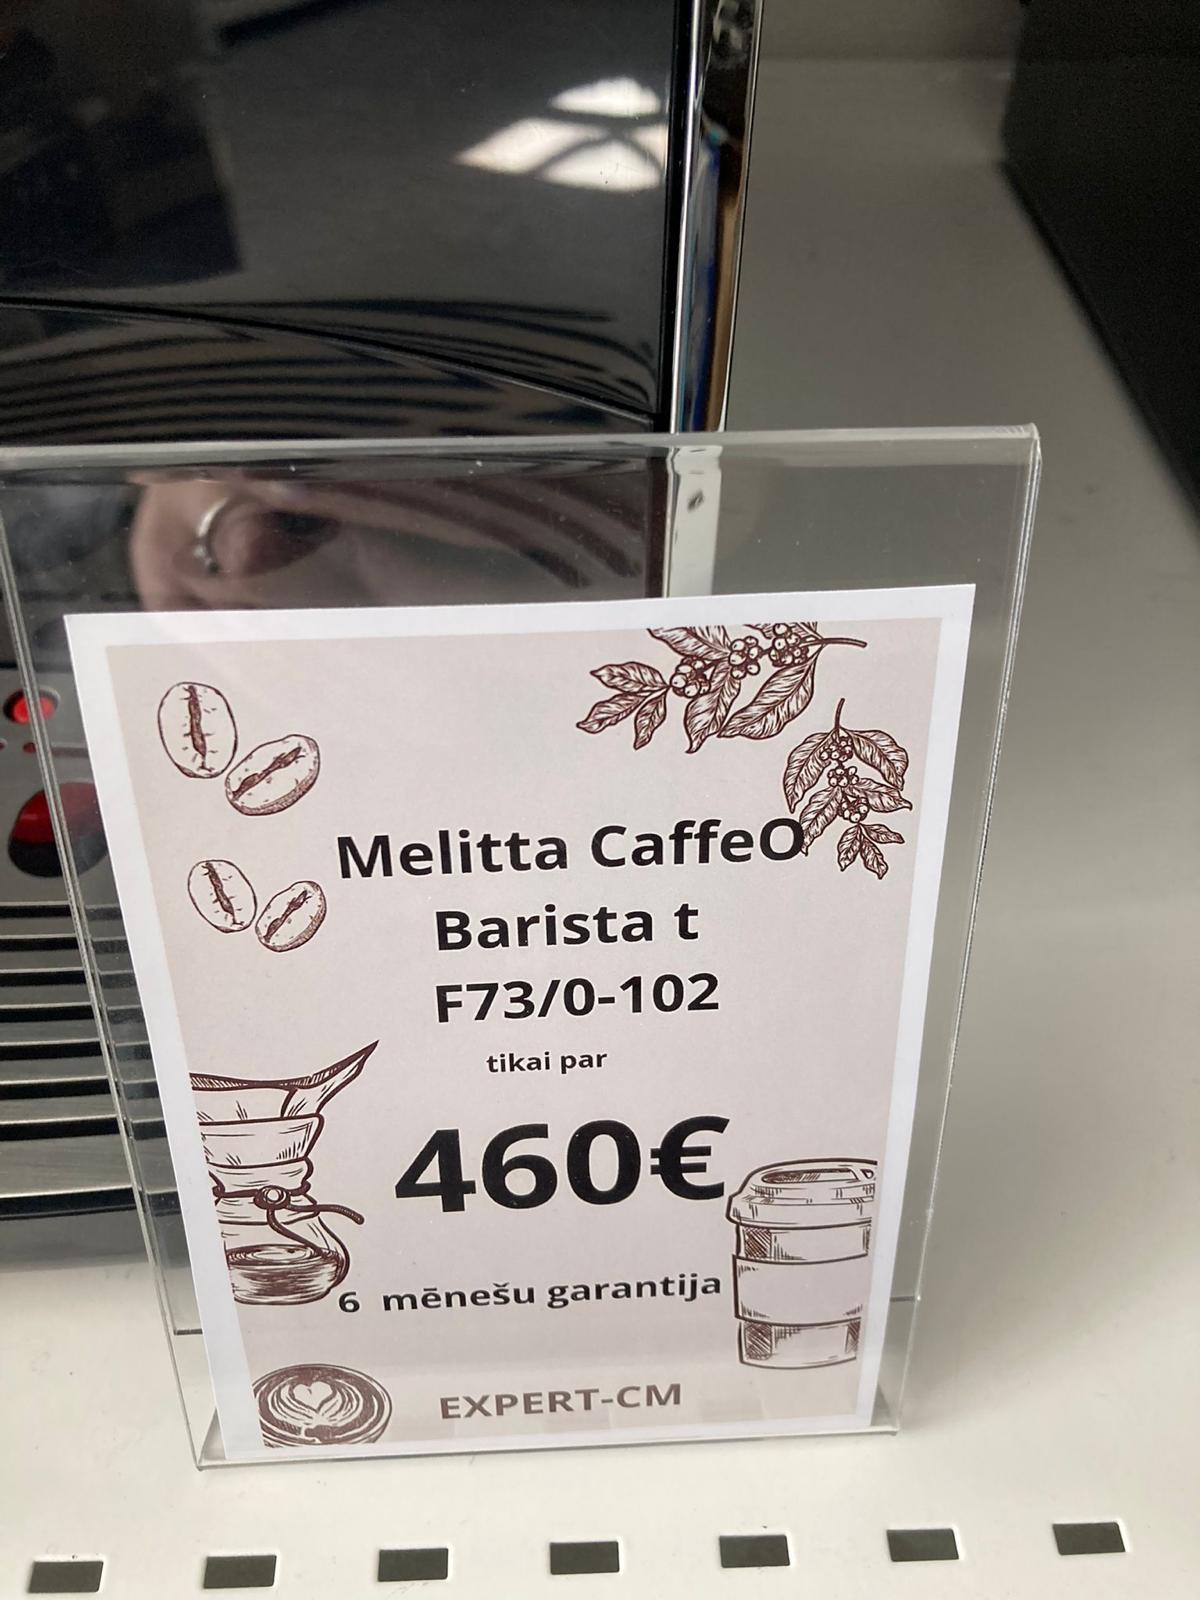 Melitta CaffeO
Barista t
F73/0-102
tikai par
460€
6 mēnešu garantija
EXPERT-CM